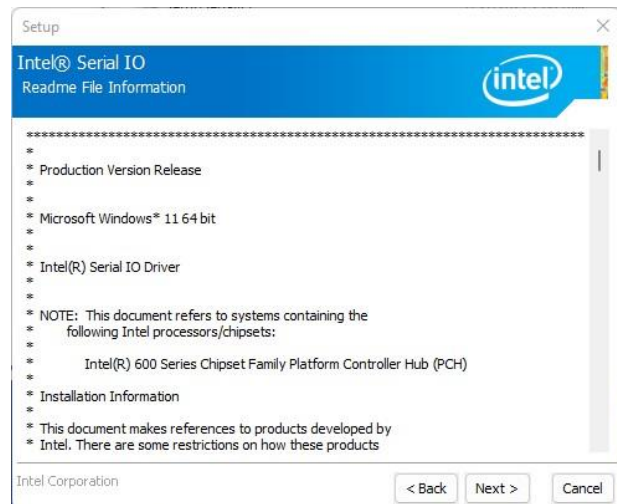 Setup
Intel® Serial IO
Readme File Information
intel
*******************************************************************************
*
* Production Version Release
*
*
* Microsoft Windows* 11 64 bit
*
*
* Intel(R) Serial IO Driver
*
*
* NOTE: This document refers to systems containing the
* following Intel processors/chipsets:
*
* Intel(R) 600 Series Chipset Family Platform Controller Hub (PCH)
*
* Installation Information
*
* This document makes references to products developed by
* Intel. There are some restrictions on how these products
Intel Corporation
< Back Next > Cancel